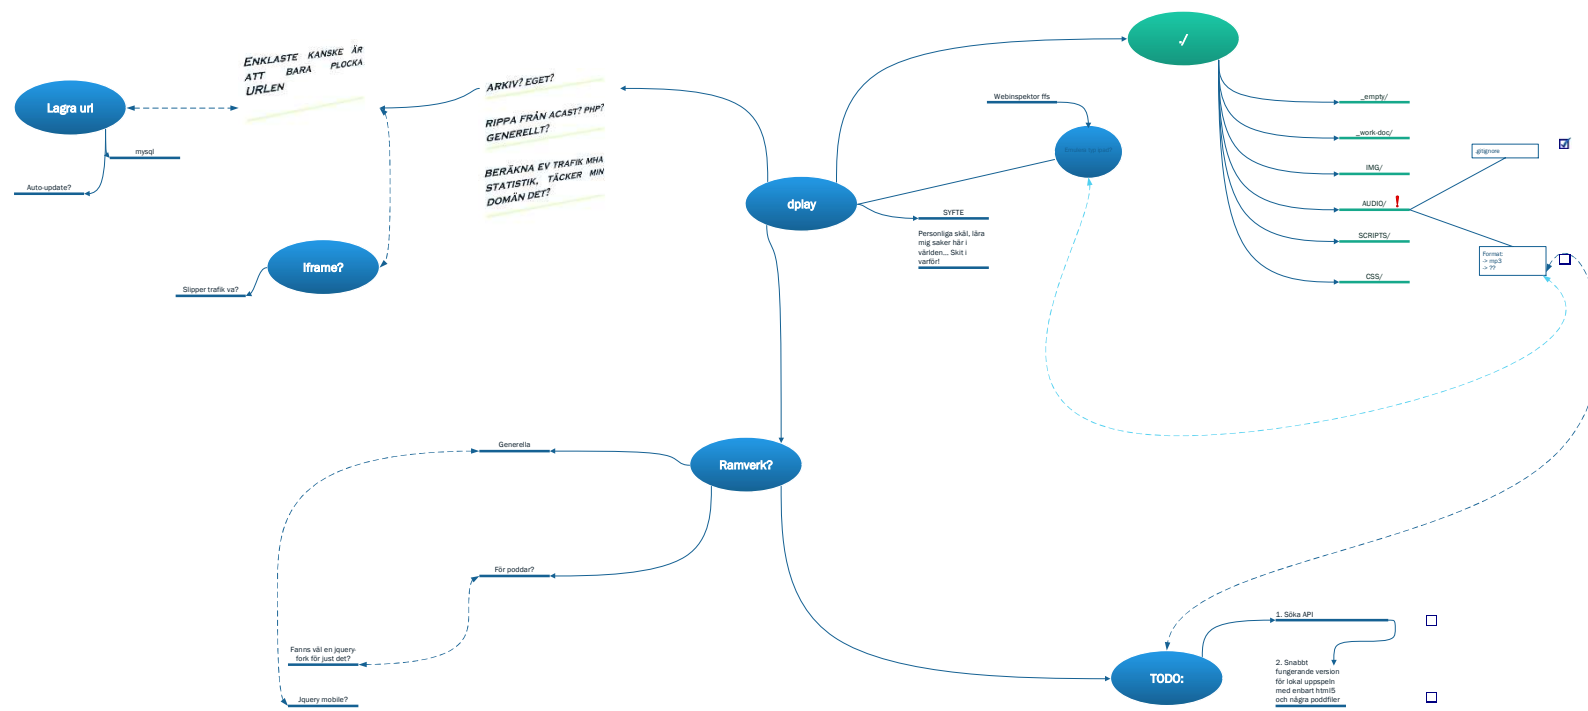 ✓
ENKLASTE KANSKE ÄR
ATT BARA PLOCKA
URLEN
Lagra url
mysql
Auto-update?
ARKIV? EGET?
RIPPA FRÅN ACAST? PHP?
GENERELLT?
BERÄKNA EV TRAFIK MHA
STATISTIK, TÄCKER MIN
DOMÄN DET?
Iframe?
Slipper trafik va?
dplay
Webinspektor ffs
SYFTE
Personliga skäl, lära
mig saker här i
världen... Skit i
varför!
_empty/
_work-doc/
IMG/
AUDIO/
SCRIPTS/
CSS/
.gitignore
Format:
-> mp3
-> ??
Ramverk?
Generella
För poddar?
Fanns väl en jquery-
fork för just det?
Jquery mobile?
TODO:
1. Söka API
2. Snabbt
fungerande version
för lokal uppspeln
med enbart html5
och några poddfiler